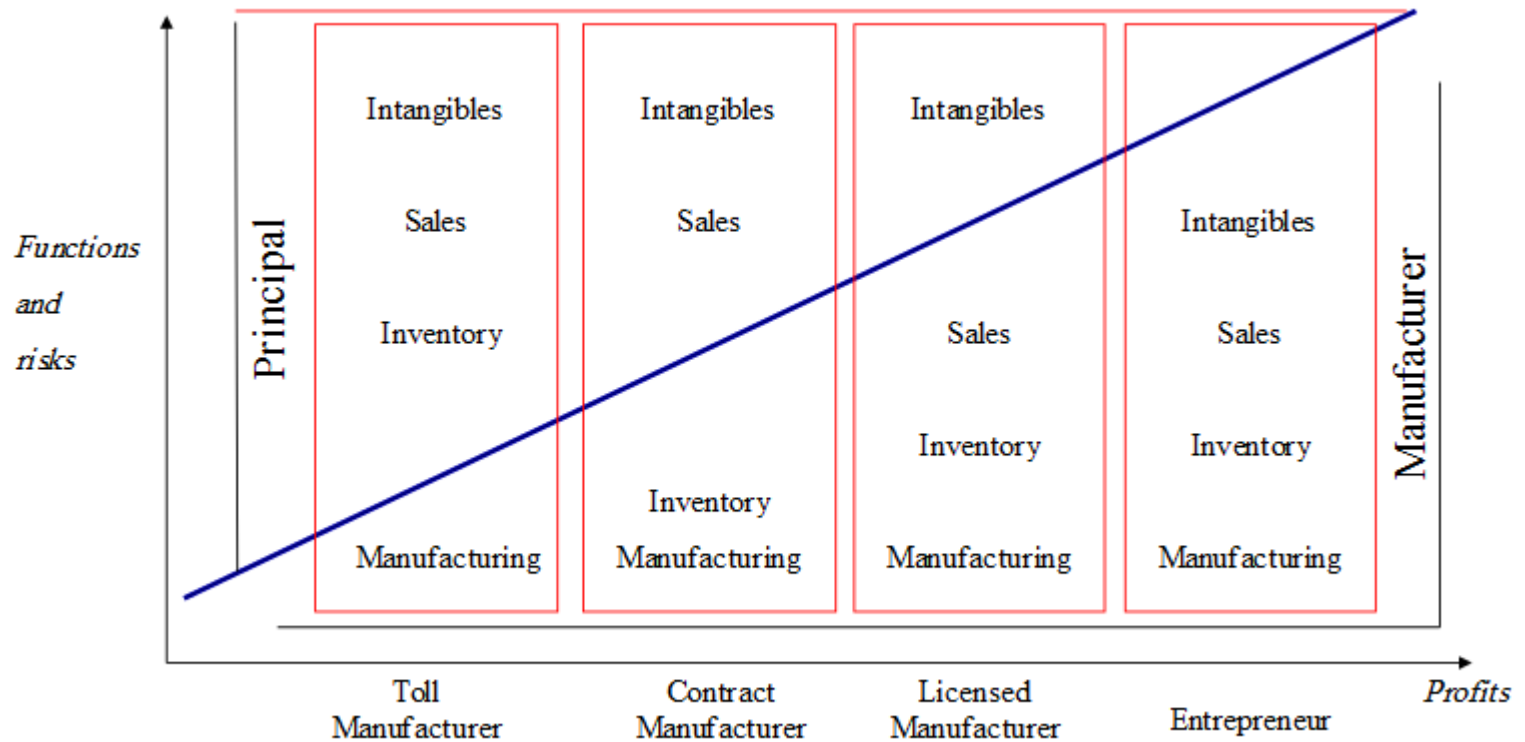 Functions
and
risks
Principal
Intangibles
Sales
Inventory
Manufacturing
Intangibles
Sales
Inventory
Manufacturing
Intangibles
Sales
Inventory
Manufacturing
Intangibles
Sales
Inventory
Manufacturing
Manufacturer
Toll
Manufacturer
Contract
Manufacturer
Licensed
Manufacturer
Entrepreneur
Profits